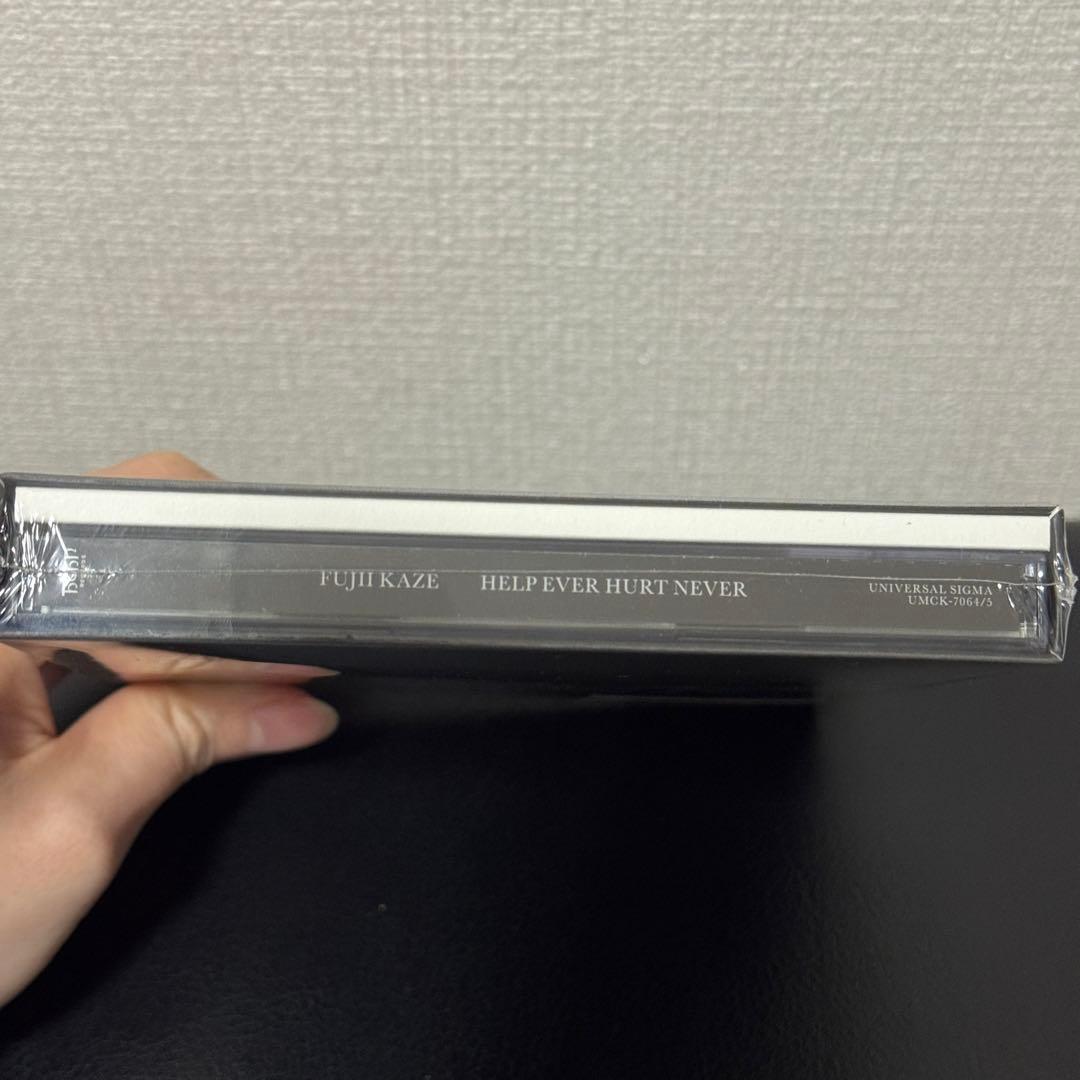 FUJII KAZE HELP EVER HURT NEVER
UNIVERSAL SIGMA
UMCK-7064/5